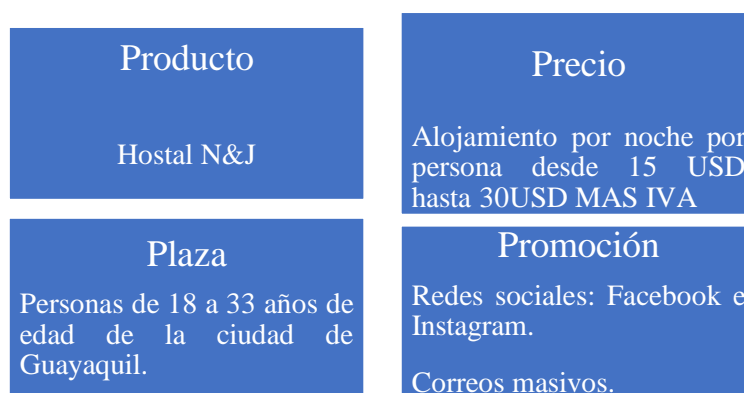 Producto
Hostal N&J
Precio
Alojamiento por noche por
persona desde 15 USD
hasta 30USD MAS IVA
Plaza
Personas de 18 a 33 años de
edad de la ciudad de
Guayaquil.
Promoción
Redes sociales: Facebook e
Instagram.
Correos masivos.